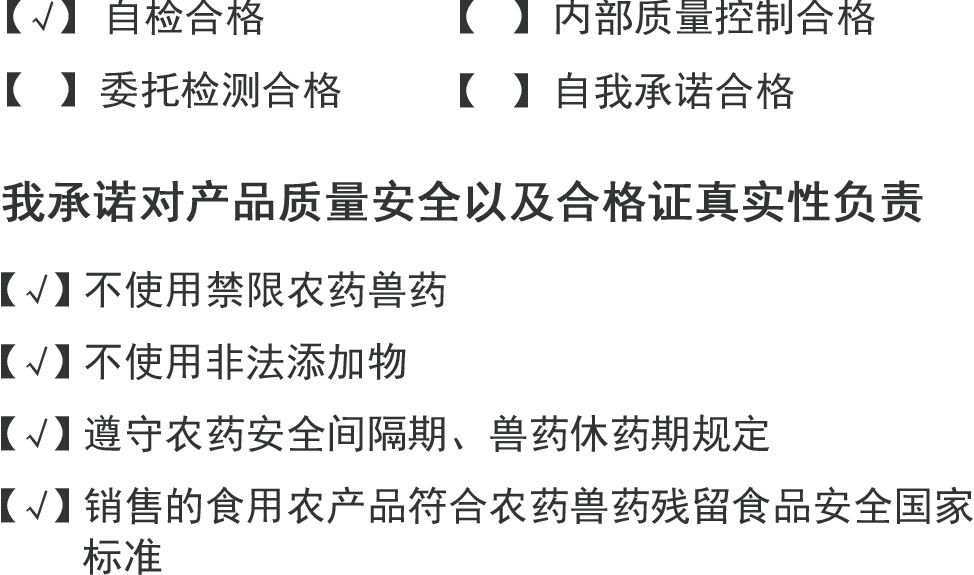 【√】自检合格 【 】内部质量控制合格
【 】委托检测合格 【 】自我承诺合格
我承诺对产品质量安全以及合格证真实性负责
【√】不使用禁限农药兽药
【√】不使用非法添加物
【√】遵守农药安全间隔期、兽药休药期规定
【√】销售的食用农产品符合农药兽药残留食品安全国家
标准